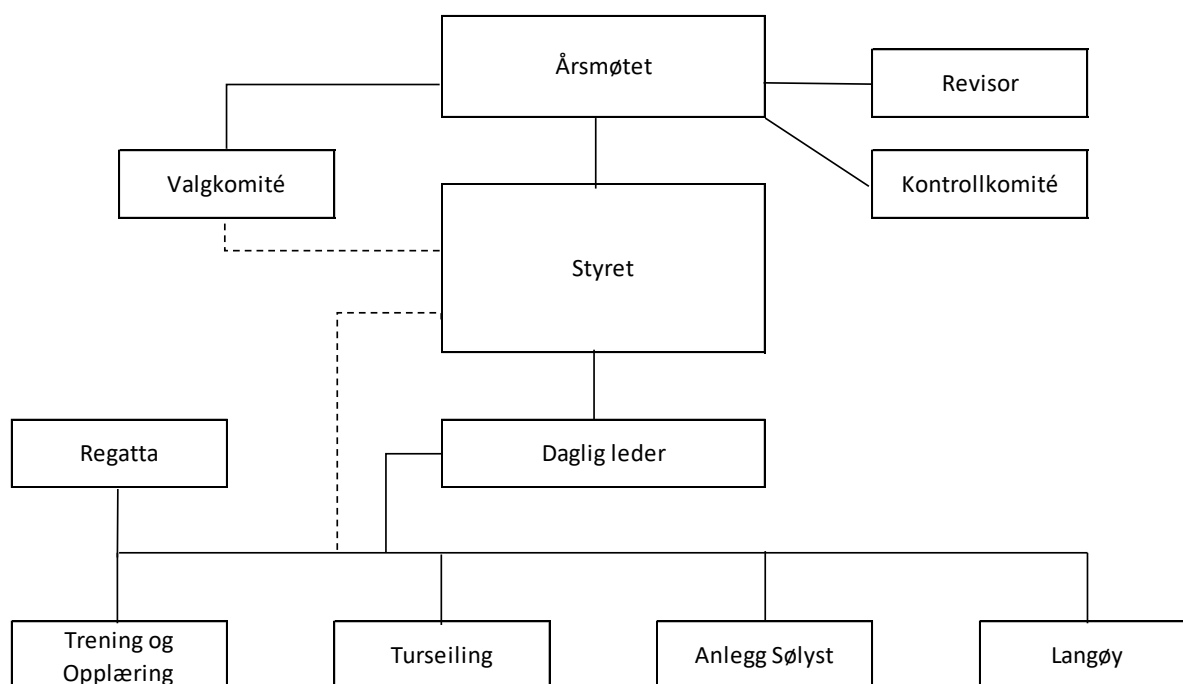 Årsmøtet
Revisor
Valgkomité
Kontrollkomité
Styret
Regatta
Daglig leder
Trening og
Opplæring
Turseiling
Anlegg Sølyst
Langøy